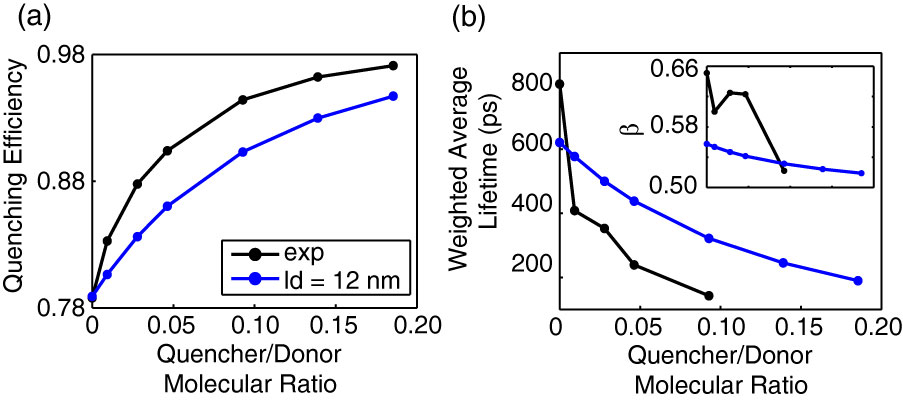 (a)
0.98
0.88
0.78
Quenching Efficiency
exp
ld = 12 nm
0
0.05
0.10
0.15
0.20
Quencher/Donor
Molecular Ratio
(b)
800
600
400
200
Weighted Average
Lifetime (ps)
0.66
0.58
0.50
β
0
0.05
0.10
0.15
0.20
Quencher/Donor
Molecular Ratio